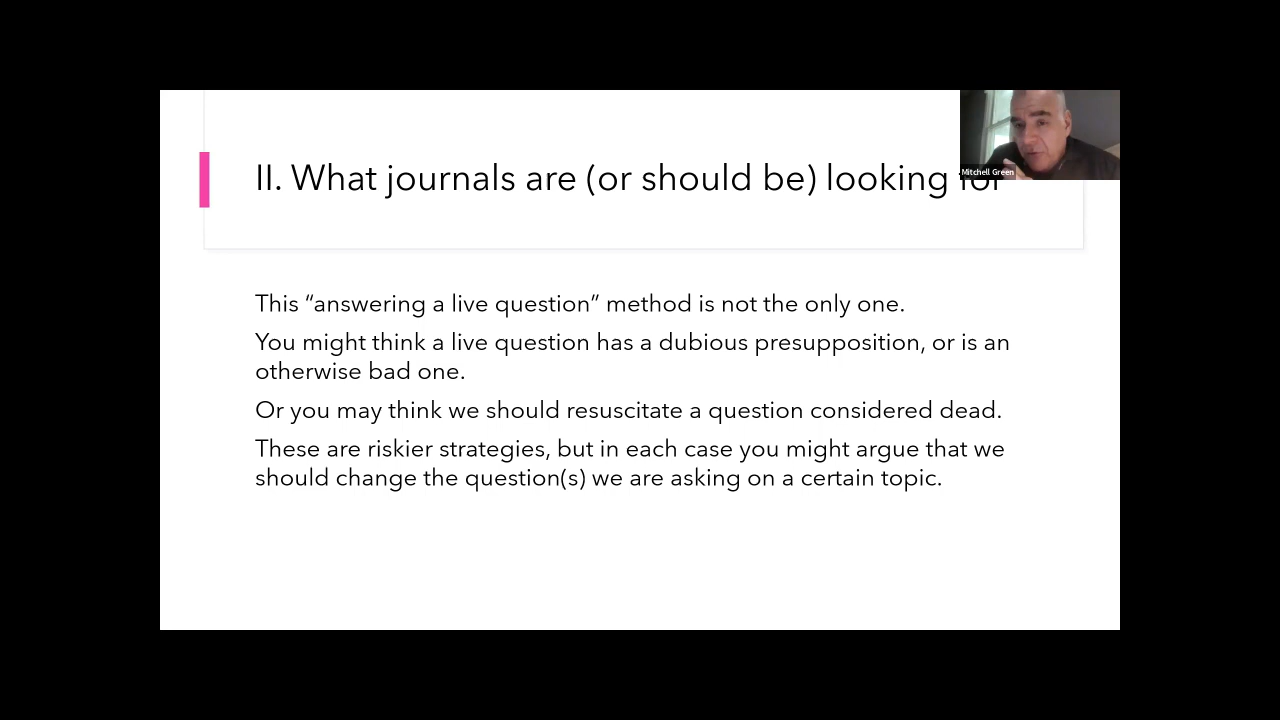 II. What journals are (or should be) looking for
Mitchell Green
This “answering a live question” method is not the only one.
You might think a live question has a dubious presupposition, or is an
otherwise bad one.
Or you may think we should resuscitate a question considered dead.
These are riskier strategies, but in each case you might argue that we
should change the question(s) we are asking on a certain topic.